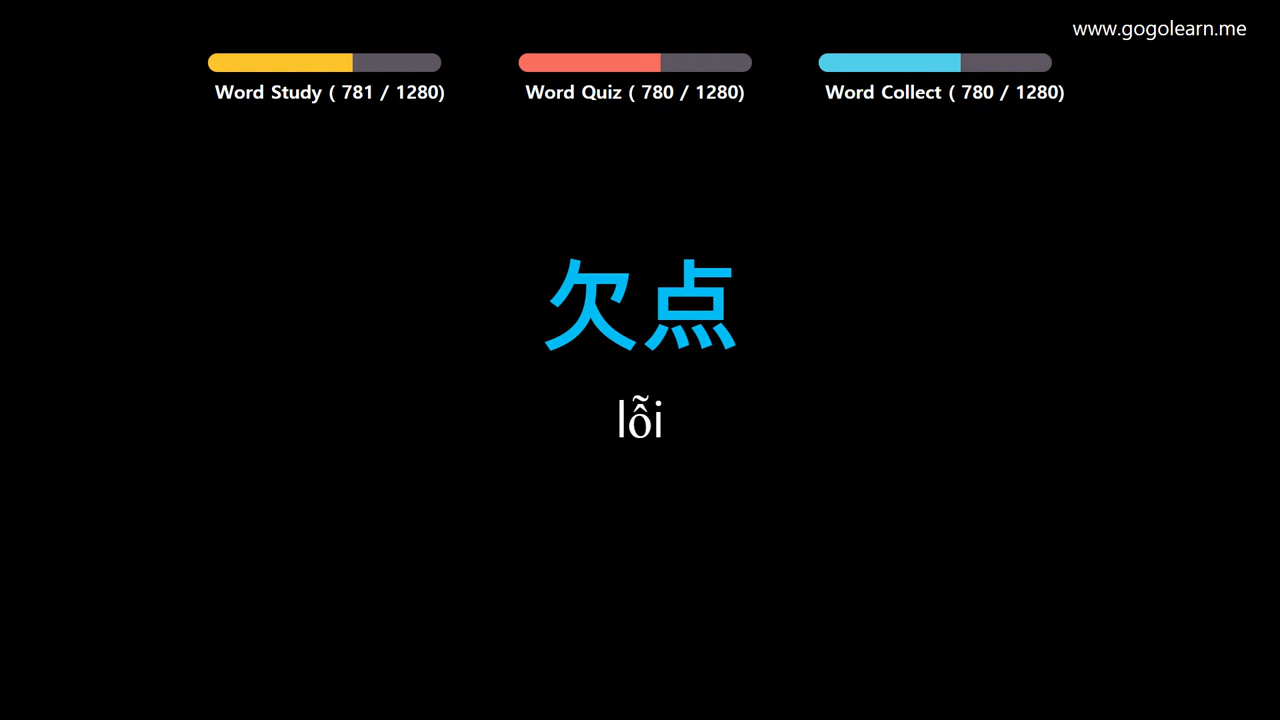 www.gogolearn.me
Word Study ( 781 / 1280)
Word Quiz ( 780 / 1280)
Word Collect ( 780 / 1280)
欠点
lỗi